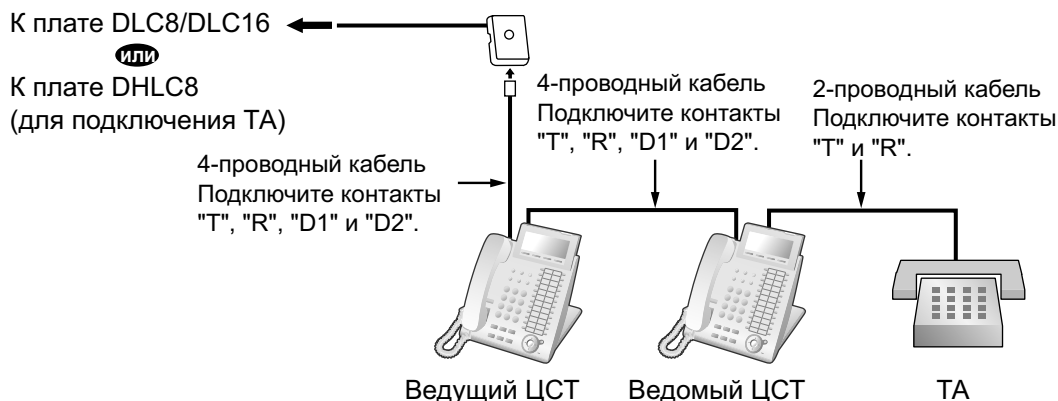 К плате DLC8/DLC16
или
К плате DHLC8
(для подключения ТА)
4-проводный кабель
Подключите контакты
"T", "R", "D1" и "D2".
4-проводный кабель
Подключите контакты
"T", "R", "D1" и "D2".
2-проводный кабель
Подключите контакты
"T" и "R".
Ведущий ЦСТ
Ведомый ЦСТ
ТА